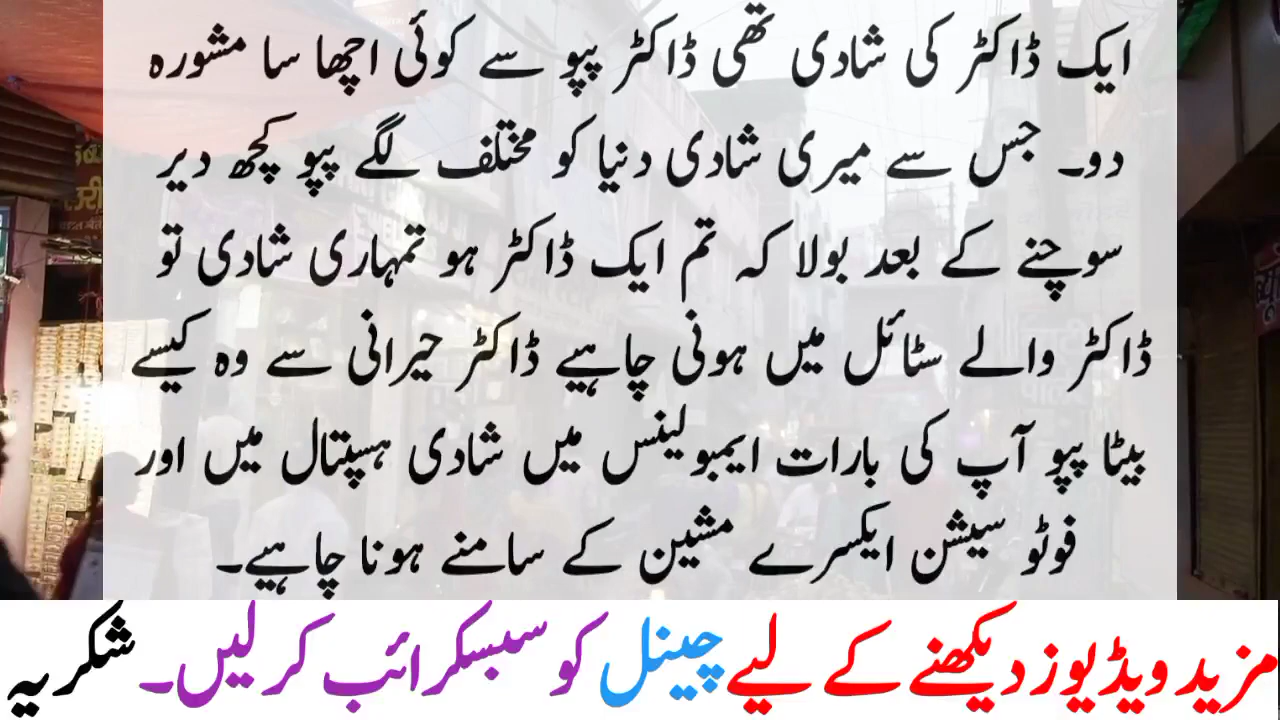 ایک ڈاکٹر کی شادی تھی ڈاکٹر پپو سے کوئی اچھا سا مشورہ
دو۔ جس سے میری شادی دنیا کو مختلف لگے پپو کچھ دیر
سوچنے کے بعد بولا کہ تم ایک ڈاکٹر ہو تمہاری شادی تو
ڈاکٹر والے سٹائل میں ہونی چاہیے ڈاکٹر حیرانی سے وہ کیسے
بیٹا پپو آپ کی بارات ایمبولینس میں شادی ہسپتال میں اور
فوٹو سیشن ایکسرے مشین کے سامنے ہونا چاہیے۔
مزید ویڈیوز دیکھنے کے لیے چینل کو سبسکرائب کر لیں۔ شکریہ